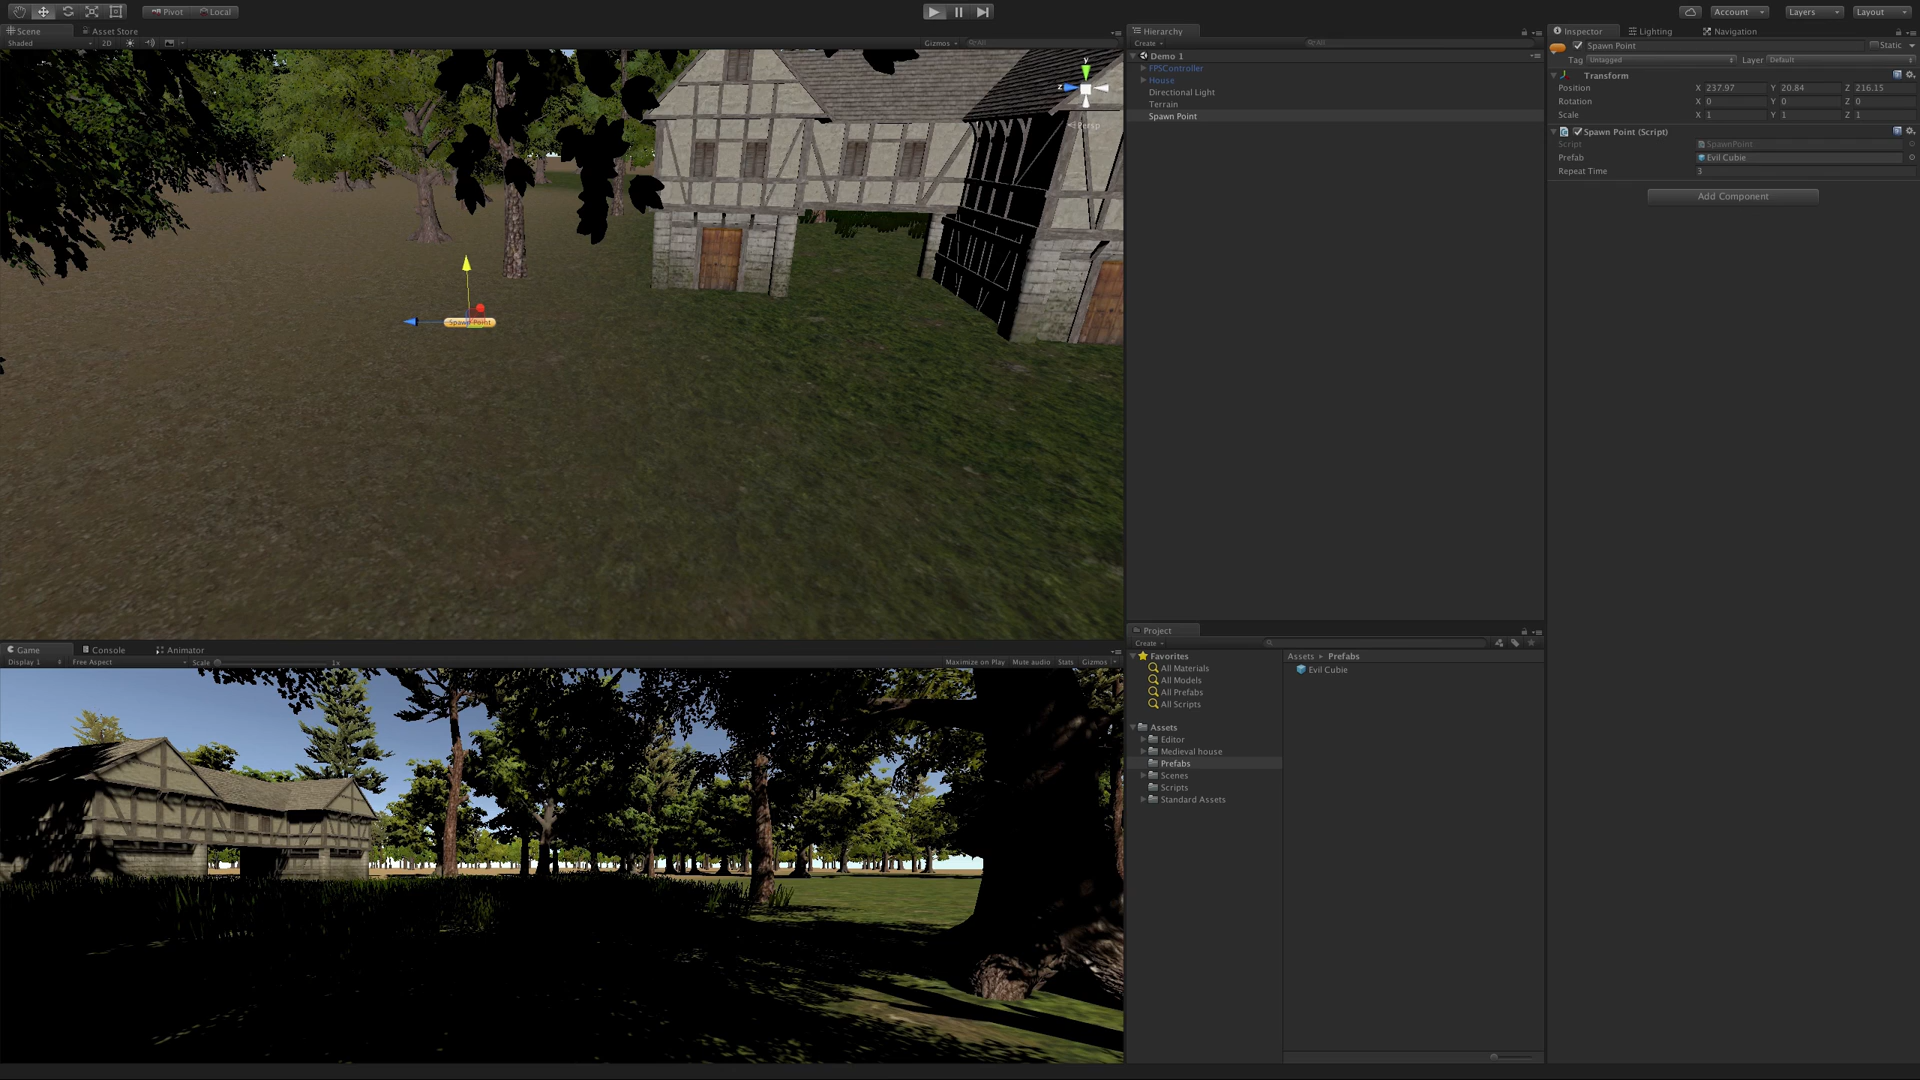 Pivot Local
Account Layers Layout
Scene Asset Store
Shaded 2D Gizmos All
y
z
Persp
Spawn Point
Game Console Animator
Display 1 Free Aspect Scale 1x Maximize on Play Mute audio Stats Gizmos
Hierarchy
Create All
Demo 1
FPSController
House
Directional Light
Terrain
Spawn Point
Project
Create
Favorites
All Materials
All Models
All Prefabs
All Scripts
Assets
Editor
Medieval house
Prefabs
Scenes
Scripts
Standard Assets
Assets ▸ Prefabs
Evil Cubie
Inspector Lighting Navigation
Spawn Point Static
Tag Untagged Layer Default
Transform
Position X 237.97 Y 20.84 Z 216.15
Rotation X 0 Y 0 Z 0
Scale X 1 Y 1 Z 1
Spawn Point (Script)
Script SpawnPoint
Prefab Evil Cubie
Repeat Time 3
Add Component